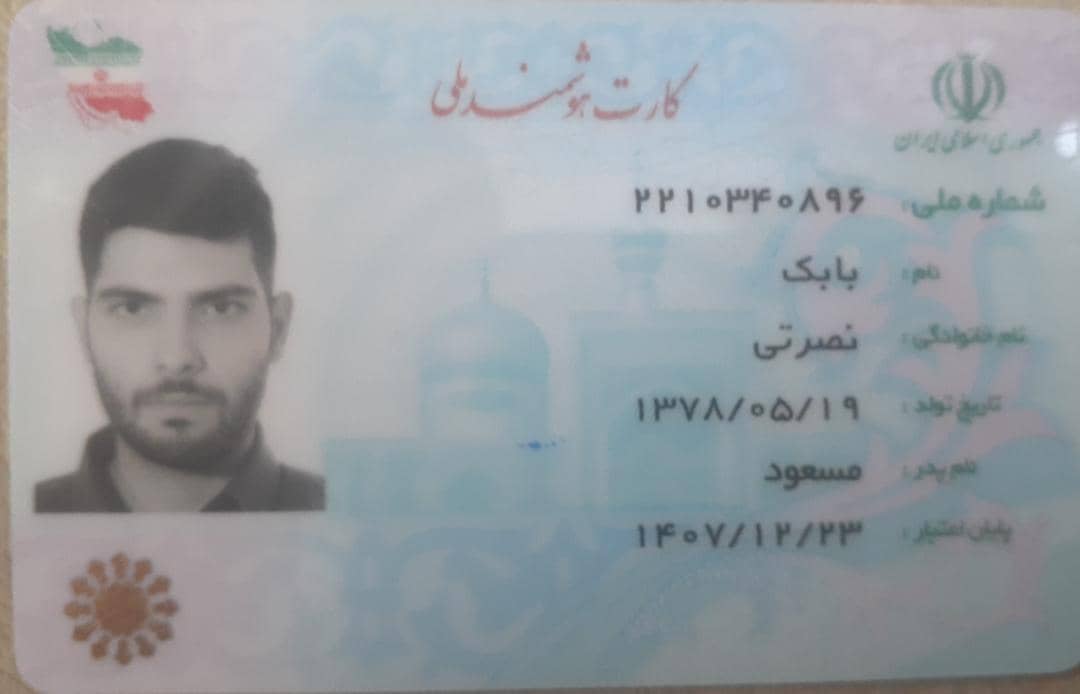 کارت هوشمند ملی
جمهوری اسلامی ایران
شماره ملی: ۲۲۱۰۳۴۰۸۹۶
نام: بابک
نام خانوادگی: نصرتی
تاریخ تولد: ۱۳۷۸/۰۵/۱۹
نام پدر: مسعود
پایان اعتبار: ۱۴۰۷/۱۲/۲۳